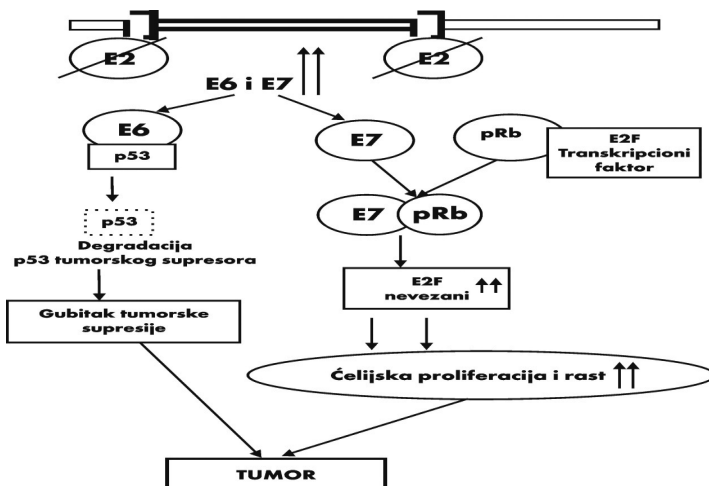 E2
E2
E6 i E7
E6
p53
E7
pRb
E2F
Transkripcioni
faktor
p53
Degradacija
p53 tumorskog supresora
E7
pRb
E2F
nevezani
Gubitak tumorske
supresije
Ćelijska proliferacija i rast
TUMOR